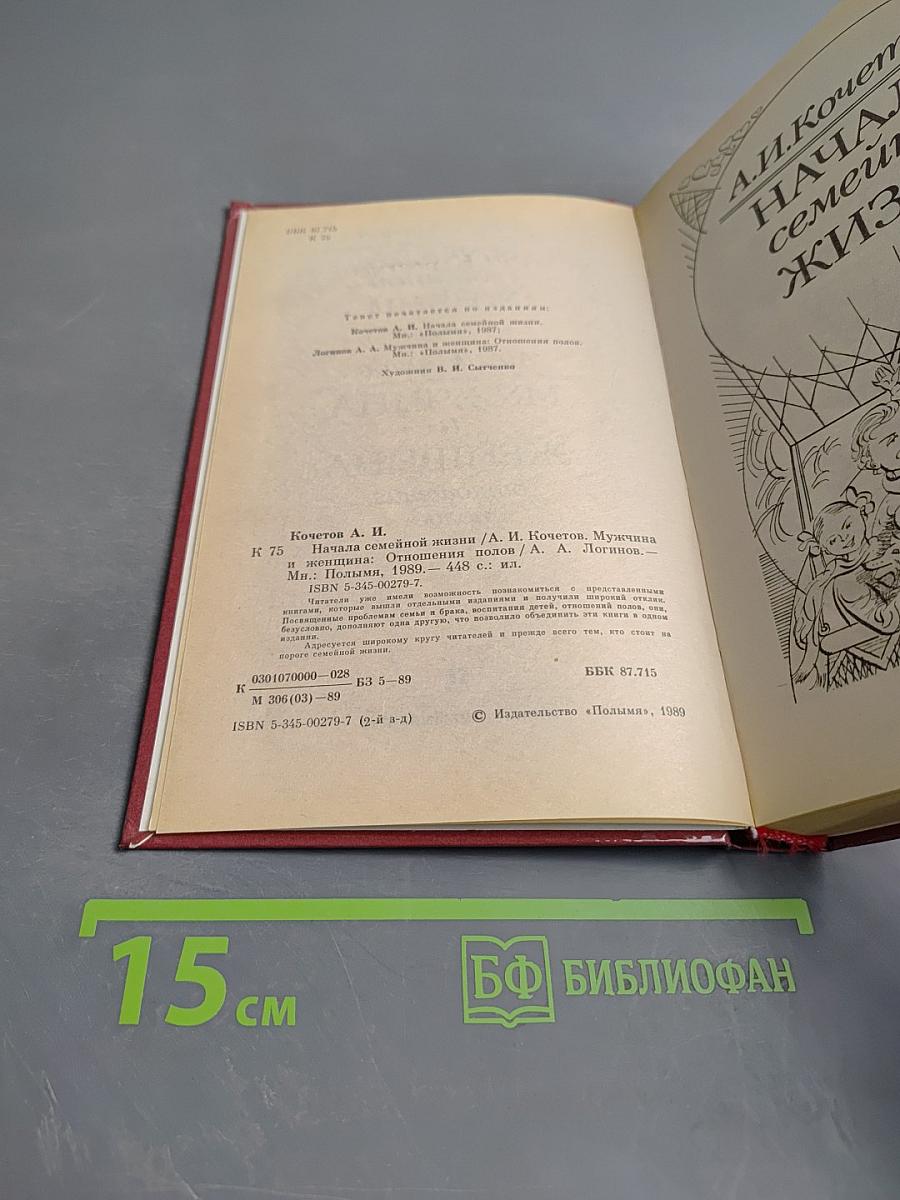 ББК 87.715
К 75
Текст печатается по изданиям:
Кочетов А. И. Начала семейной жизни.
Мн.: «Полымя», 1987;
Логинов А. А. Мужчина и женщина: Отношения полов.
Мн.: «Полымя», 1987.
Художник В. И. Сытченко
Кочетов А. И.
К 75 Начала семейной жизни / А. И. Кочетов. Мужчина
и женщина: Отношения полов / А. А. Логинов.—
Мн.: Полымя, 1989.— 448 с.: ил.
ISBN 5-345-00279-7.
Читатели уже имели возможность познакомиться с представленными
книгами, которые вышли отдельными изданиями и получили широкий отклик.
Посвященные проблемам семьи и брака, воспитания детей, отношений полов, они,
безусловно, дополняют одна другую, что позволило объединить эти книги в одном
издании.
Адресуется широкому кругу читателей и прежде всего тем, кто стоит на
пороге семейной жизни.
К 0301070000—028
М 306(03)—89
БЗ 5—89
ББК 87.715
ISBN 5-345-00279-7 (2-й з-д)
© Издательство «Полымя», 1989
А.И.Кочет
НАЧАЛ
семей
ЖИЗ
15 см
БФ БИБЛИОФАН